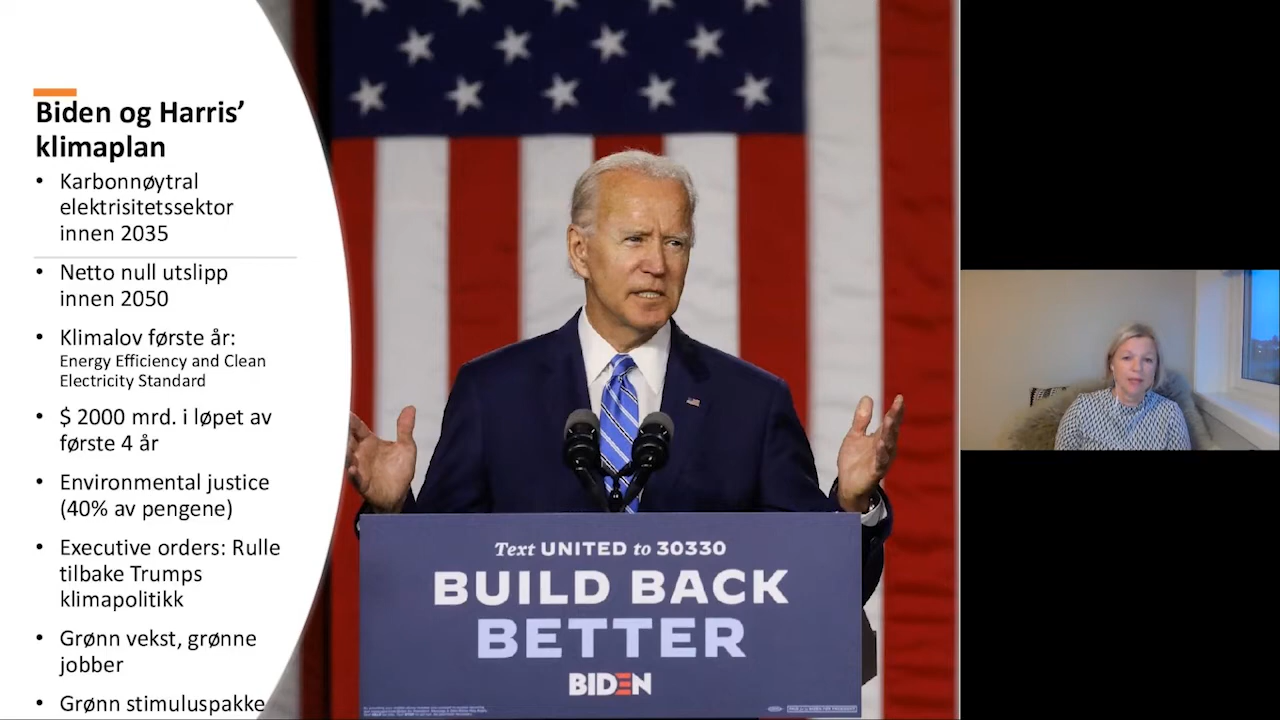 Biden og Harris’
klimaplan
• Karbonnøytral
elektrisitetssektor
innen 2035
• Netto null utslipp
innen 2050
• Klimalov første år:
Energy Efficiency and Clean
Electricity Standard
• $ 2000 mrd. i løpet av
første 4 år
• Environmental justice
(40% av pengene)
• Executive orders: Rulle
tilbake Trumps
klimapolitikk
• Grønn vekst, grønne
jobber
• Grønn stimuluspakke
Text UNITED to 30330
BUILD BACK
BETTER
BIDEN